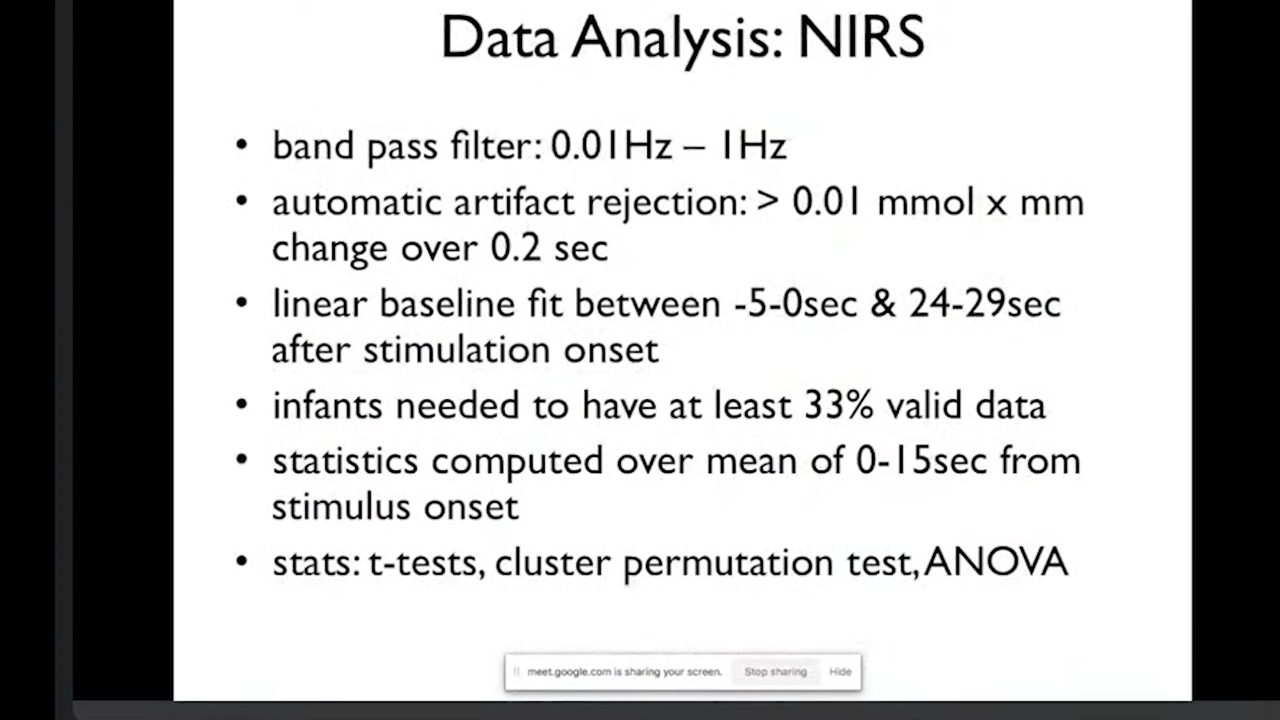 Data Analysis: NIRS
• band pass filter: 0.01Hz – 1Hz
• automatic artifact rejection: > 0.01 mmol x mm
change over 0.2 sec
• linear baseline fit between -5-0sec & 24-29sec
after stimulation onset
• infants needed to have at least 33% valid data
• statistics computed over mean of 0-15sec from
stimulus onset
• stats: t-tests, cluster permutation test, ANOVA
meet.google.com is sharing your screen. Stop sharing Hide